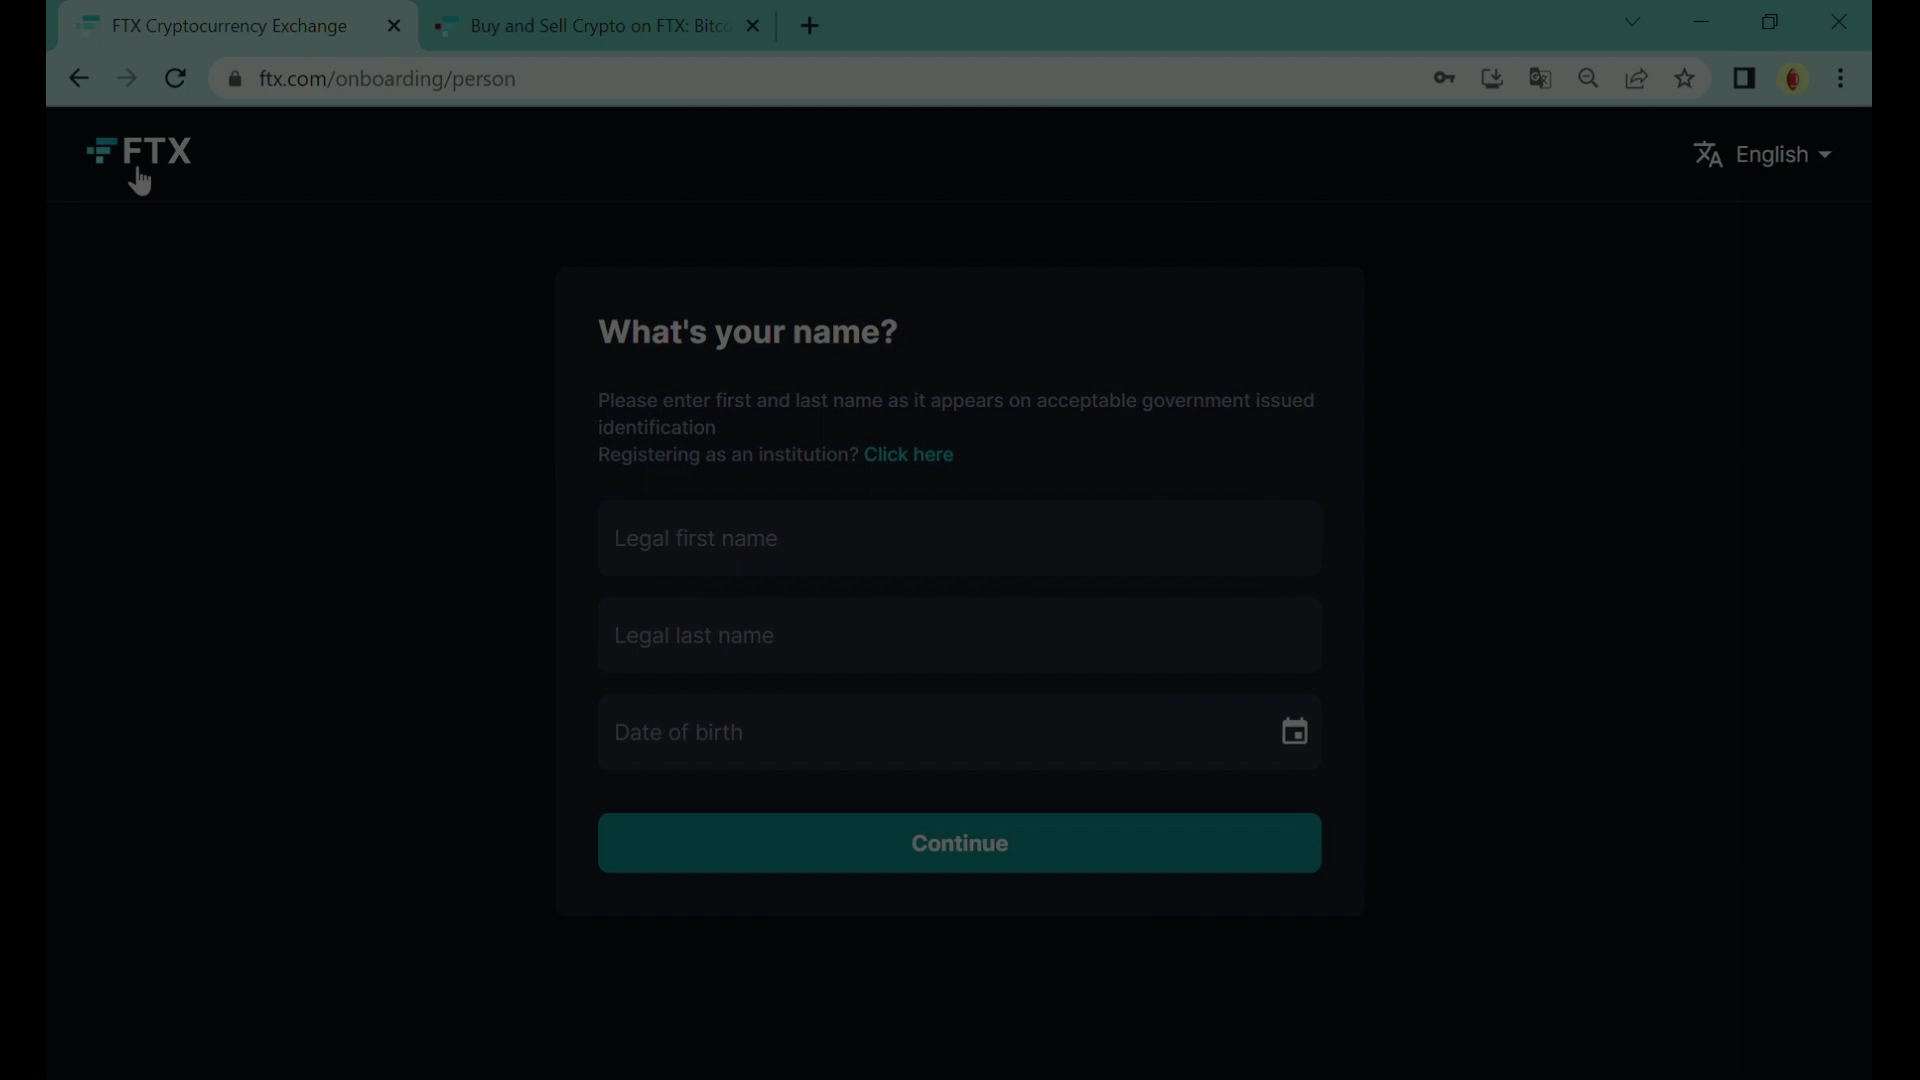 FTX Cryptocurrency Exchange
Buy and Sell Crypto on FTX: Bitc
ftx.com/onboarding/person
FTX
English
What's your name?
Please enter first and last name as it appears on acceptable government issued
identification
Registering as an institution? Click here
Legal first name
Legal last name
Date of birth
Continue